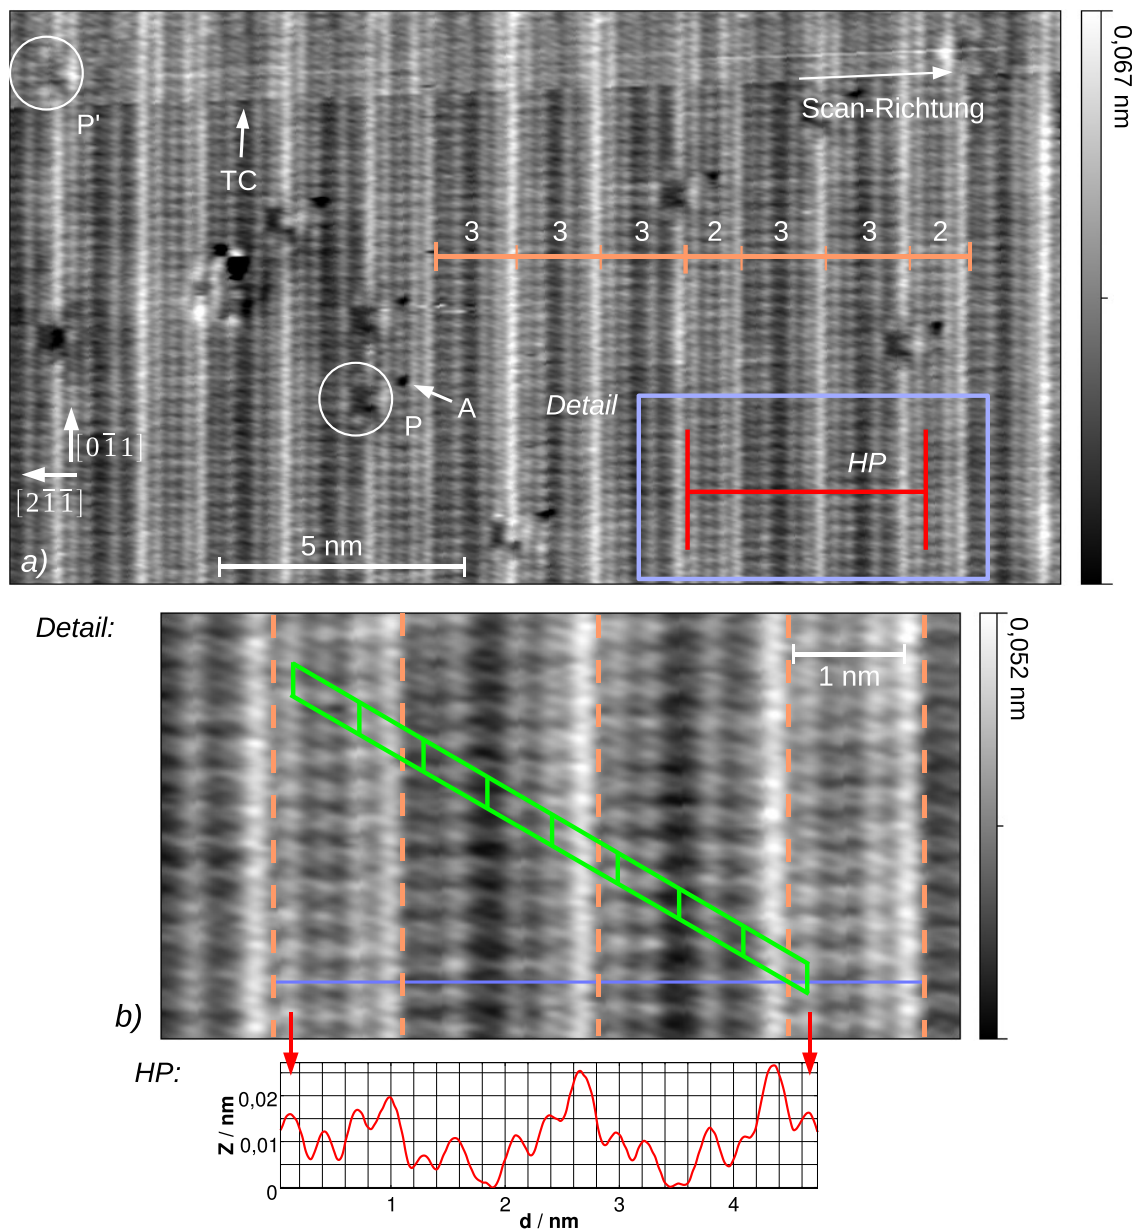 0,067 nm
P'
Scan-Richtung
TC
3 3 3 2 3 3 2
A
P
Detail
HP
[01̅1]
[21̅1̅]
5 nm
a)
Detail:
0,052 nm
1 nm
b)
HP:
Z / nm
0,02
0,01
0
1 2 3 4
d / nm